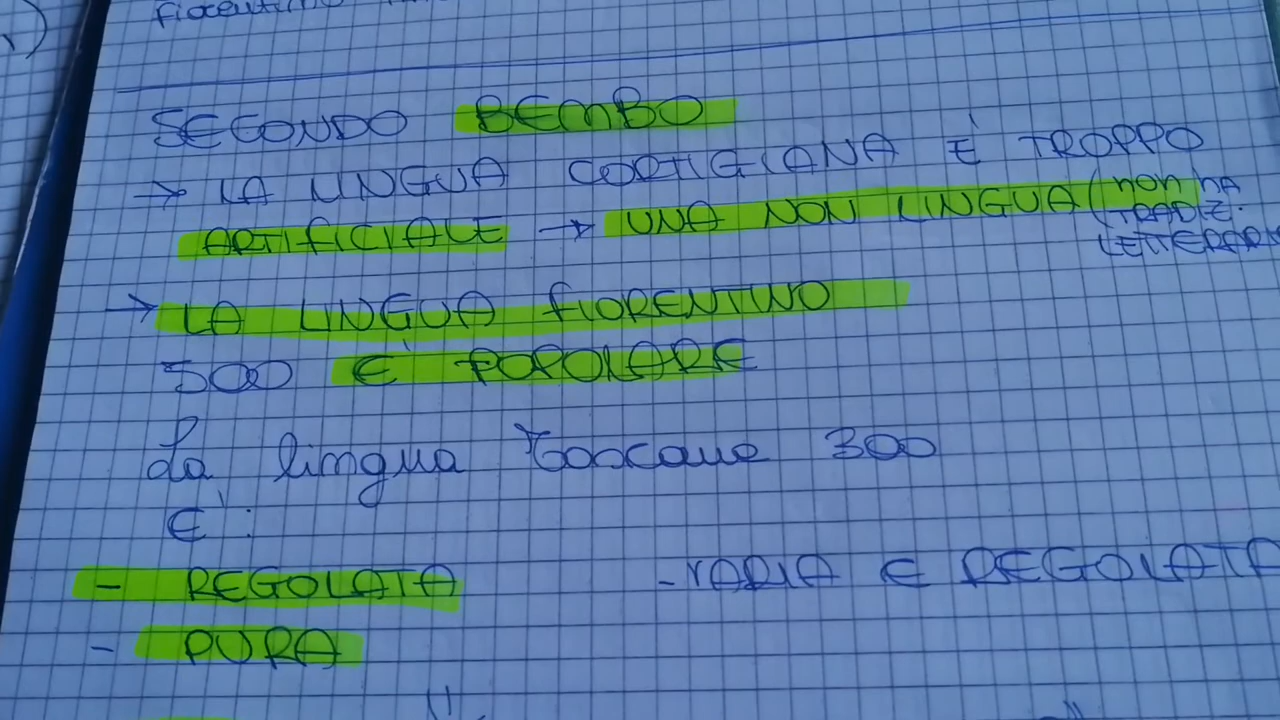 fiorentino
SECONDO BEMBO
→ LA LINGUA CORTIGIANA È TROPPO
ARTIFICIALE → UNA NON LINGUA (non ha
TRADIZ.
LETTERARIA
→ LA LINGUA fIORENTINO
500 E' POPOLARE
La lingua Toscana 300
E' :
- REGOLATA
- VARIA E REGOLATA
- PURA